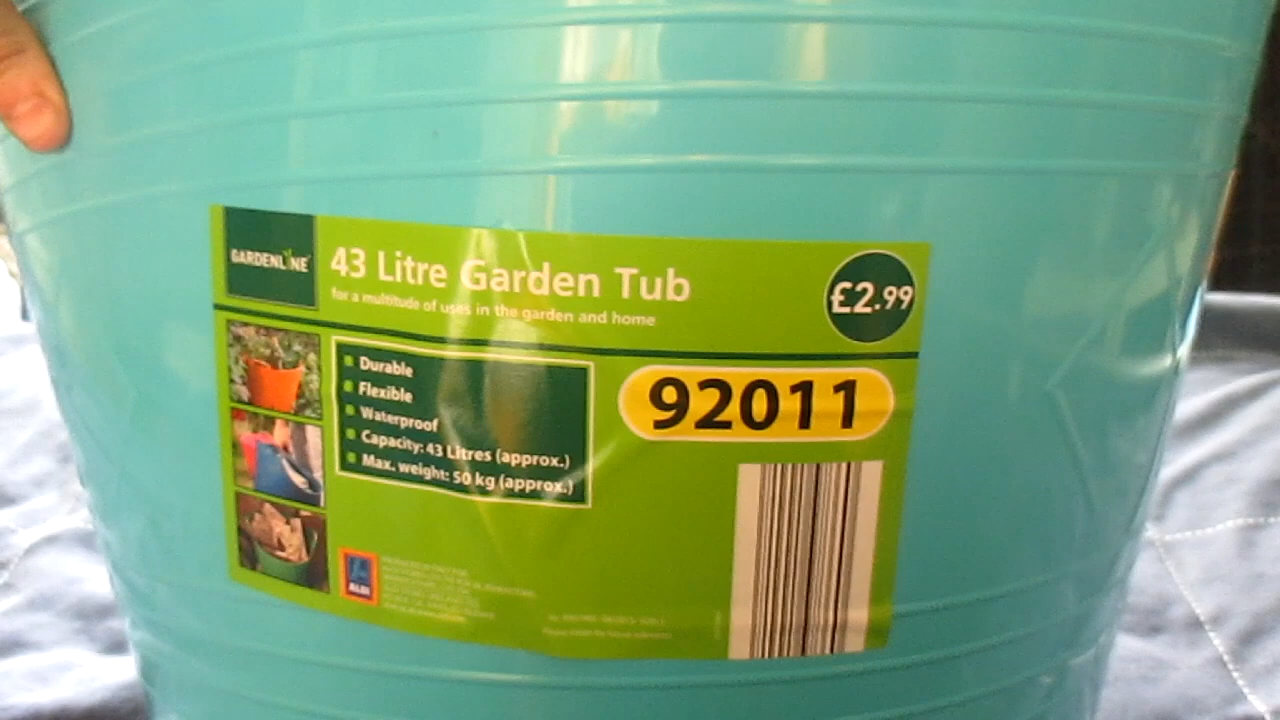 GARDENLINE
43 Litre Garden Tub
for a multitude of uses in the garden and home
£2.99
Durable
Flexible
Waterproof
Capacity: 43 Litres (approx.)
Max. weight: 50 kg (approx.)
92011
ALDI